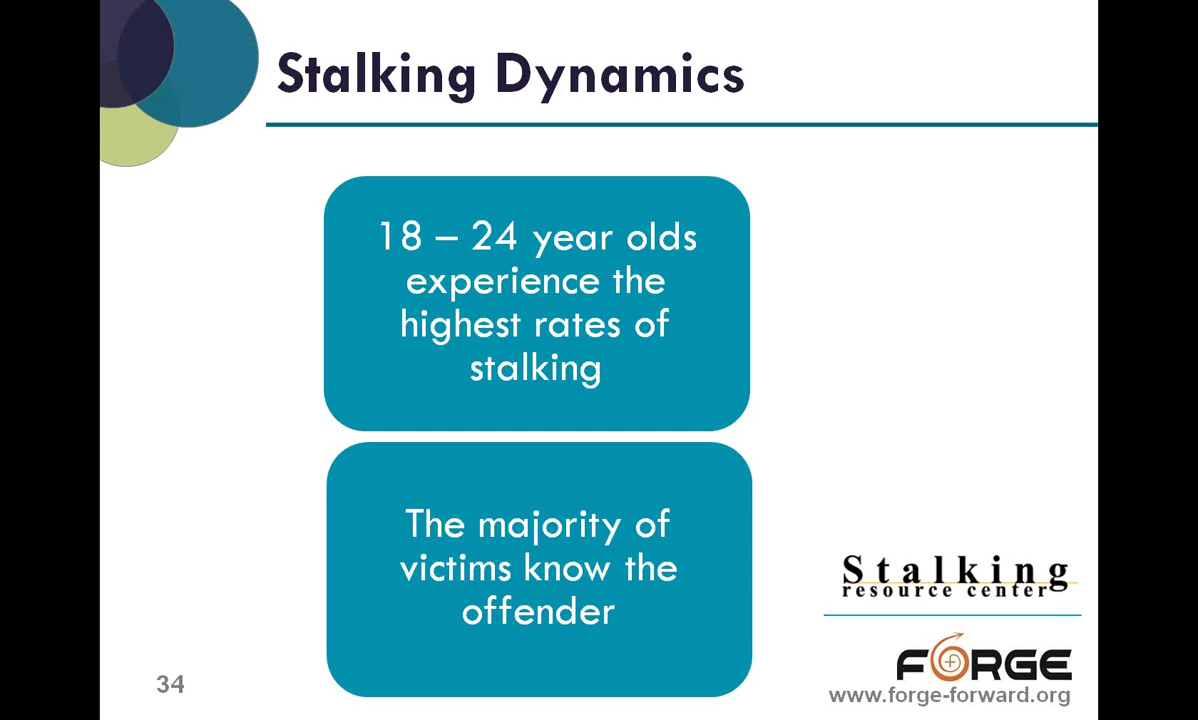 Stalking Dynamics
18 – 24 year olds
experience the
highest rates of
stalking
The majority of
victims know the
offender
Stalking
resource center
FORGE
www.forge-forward.org
34